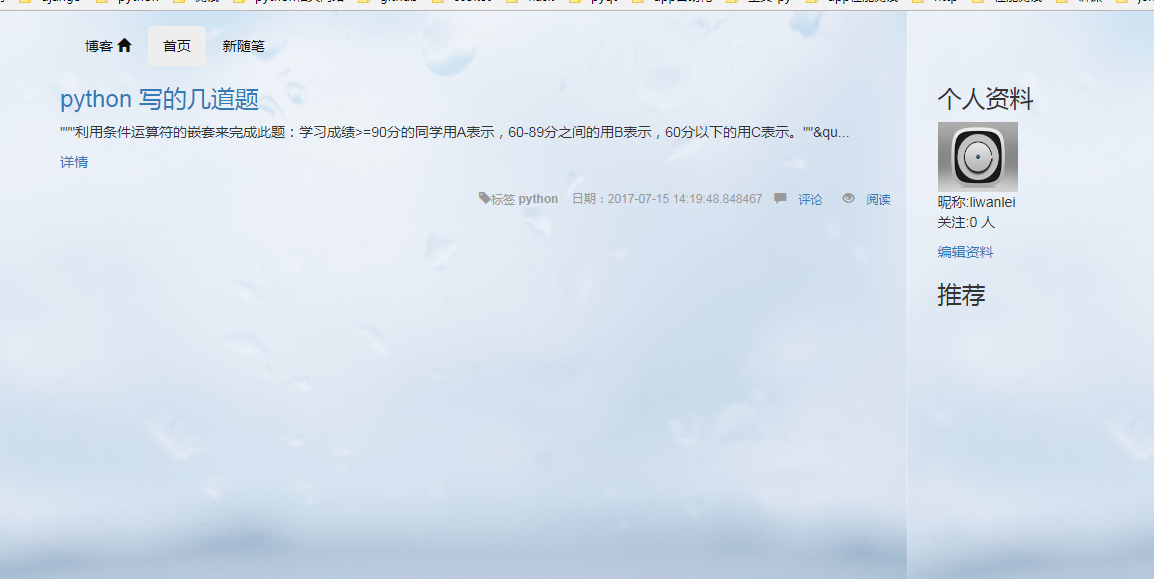 博客 首页 新随笔
python 写的几道题
"""利用条件运算符的嵌套来完成此题：学习成绩>=90分的同学用A表示，60-89分之间的用B表示，60分以下的用C表示。""&qu...
详情
标签 python 日期：2017-07-15 14:19:48.848467 评论 阅读
个人资料
昵称:liwanlei
关注:0 人
编辑资料
推荐